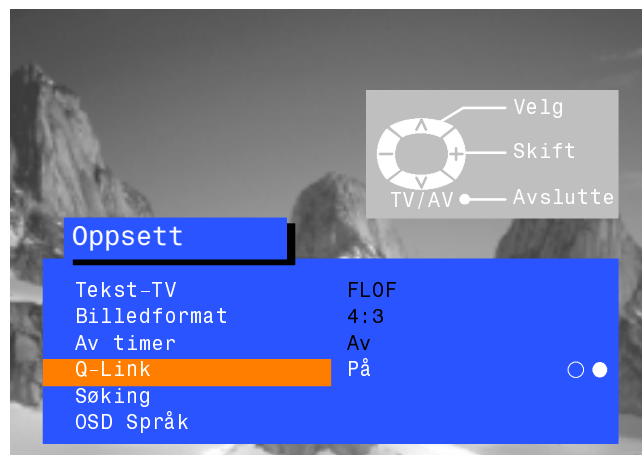 Velg
Skift
TV/AV Avslutte
Oppsett
Tekst-TV FLOF
Billedformat 4:3
Av timer Av
Q-Link På
Søking
OSD Språk